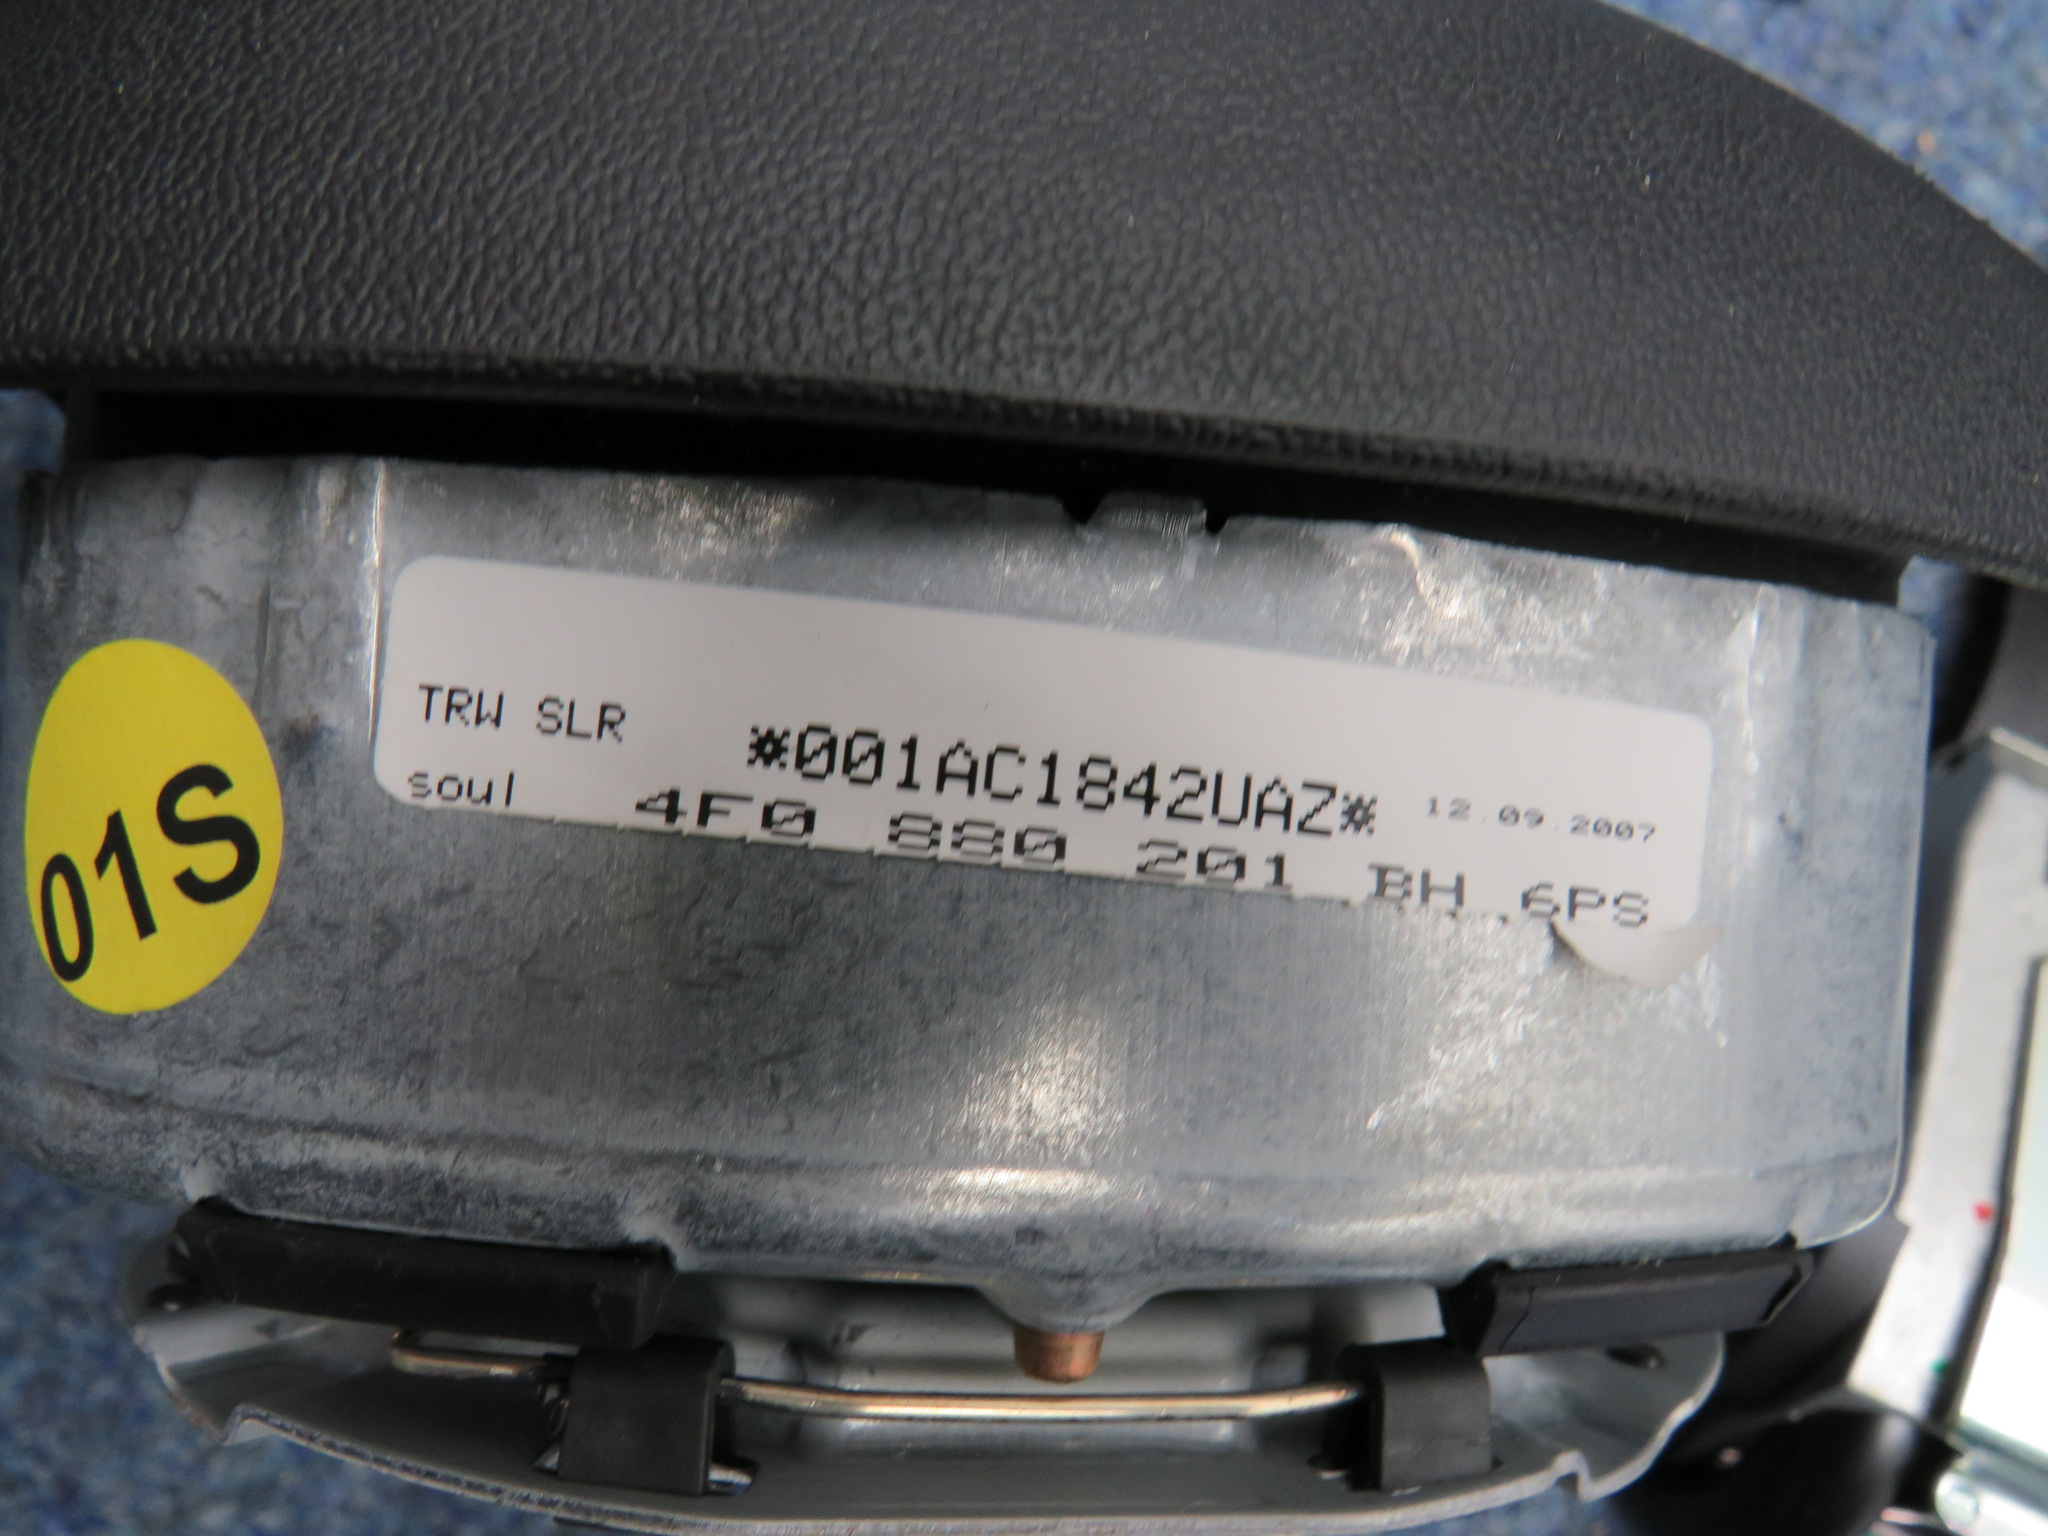 TRW SLR
*001AC1842UAZ*
12.09.2007
soul
4F0 880 201 BH 6PS
01S